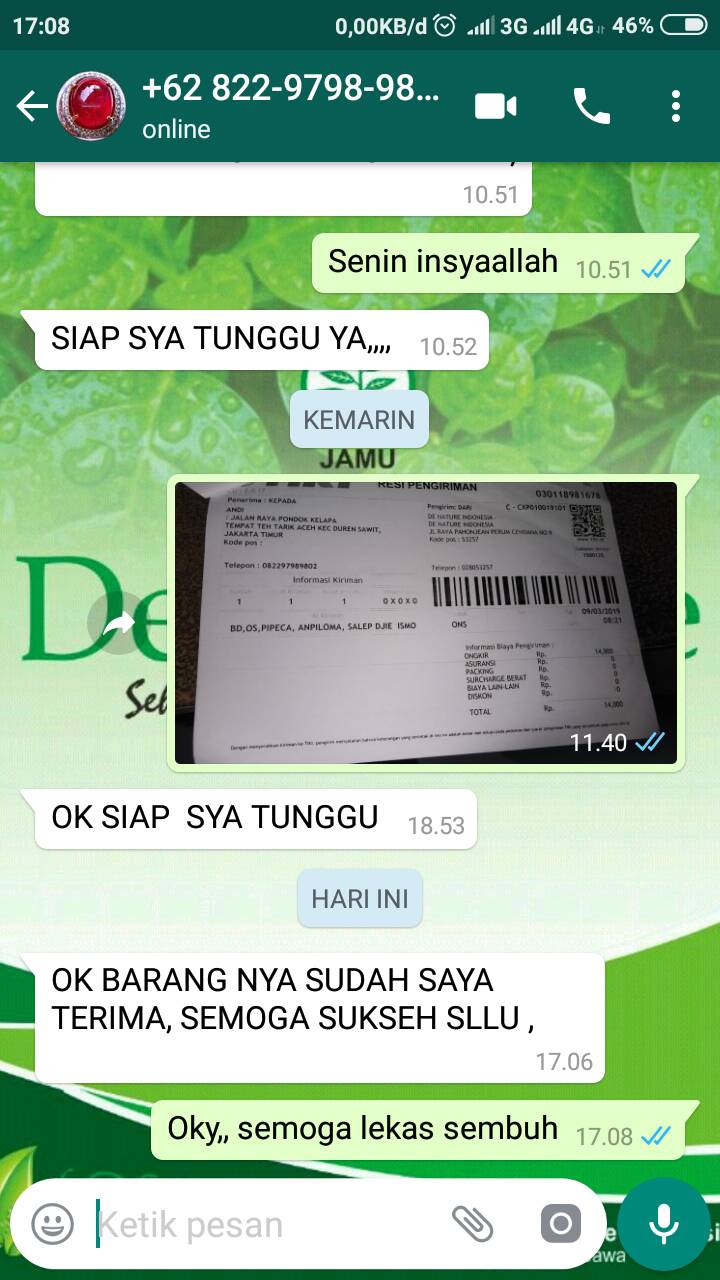 17:08
0,00KB/d 3G 4G 46%
+62 822-9798-98...
online
10.51
Senin insyaallah 10.51
SIAP SYA TUNGGU YA,,,, 10.52
KEMARIN
JAMU
De
RESI PENGIRIMAN
030118981676
Penerima : KEPADA
ANDI
: JALAN RAYA PONDOK KELAPA
TEMPAT TEH TARIK ACEH KEC DUREN SAWIT,
JAKARTA TIMUR
Kode pos :
Pengirim: DARI C - CXP010019101
DE NATURE INDONESIA
DE NATURE INDONESIA
JL RAYA PAMONJEAN PERUM CENDANA NO/9
Kode pos : 53257
Telepon : 082297989802
Telepon : 028053257
Informasi Kiriman
1 1 1 0 X 0 X 0
09/03/2019
08:21
BD,OS,PIPECA, ANPILOMA, SALEP DJIE ISMO
ONS
Informasi Biaya Pengiriman :
ONGKIR Rp. 14,000
ASURANSI Rp. 0
PACKING Rp. 0
SURCHARGE BERAT Rp. 0
BIAYA LAIN-LAIN Rp. 0
DISKON Rp. 0
TOTAL Rp. 14,000
11.40
OK SIAP SYA TUNGGU 18.53
HARI INI
OK BARANG NYA SUDAH SAYA
TERIMA, SEMOGA SUKSEH SLLU ,
17.06
Oky,, semoga lekas sembuh 17.08
Ketik pesan